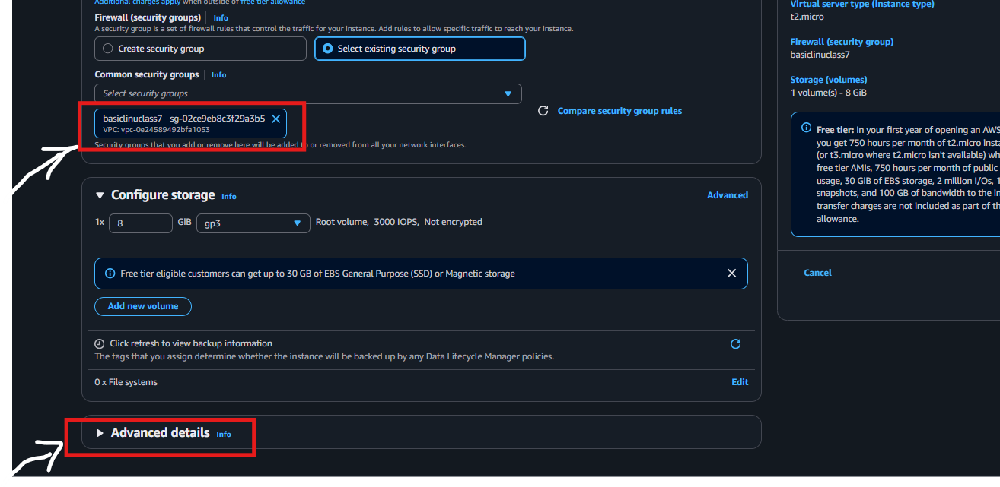 Additional charges apply when outside of free tier allowance
Firewall (security groups) Info
A security group is a set of firewall rules that control the traffic for your instance. Add rules to allow specific traffic to reach your instance.
Create security group
Select existing security group
Common security groups Info
Select security groups
basiclinuclass7 sg-02ce9eb8c3f29a3b5
VPC: vpc-0e24589492bfa1053
Compare security group rules
Security groups that you add or remove here will be added to or removed from all your network interfaces.
Configure storage Info
Advanced
1x 8 GiB gp3 Root volume, 3000 IOPS, Not encrypted
Free tier eligible customers can get up to 30 GB of EBS General Purpose (SSD) or Magnetic storage
Add new volume
Click refresh to view backup information
The tags that you assign determine whether the instance will be backed up by any Data Lifecycle Manager policies.
0 x File systems
Edit
Advanced details Info
Virtual server type (instance type)
t2.micro
Firewall (security group)
basiclinuclass7
Storage (volumes)
1 volume(s) - 8 GiB
Free tier: In your first year of opening an AWS
you get 750 hours per month of t2.micro inst
(or t3.micro where t2.micro isn't available) wh
free tier AMIs, 750 hours per month of public
usage, 30 GiB of EBS storage, 2 million I/Os, 1
snapshots, and 100 GB of bandwidth to the in
transfer charges are not included as part of th
allowance.
Cancel